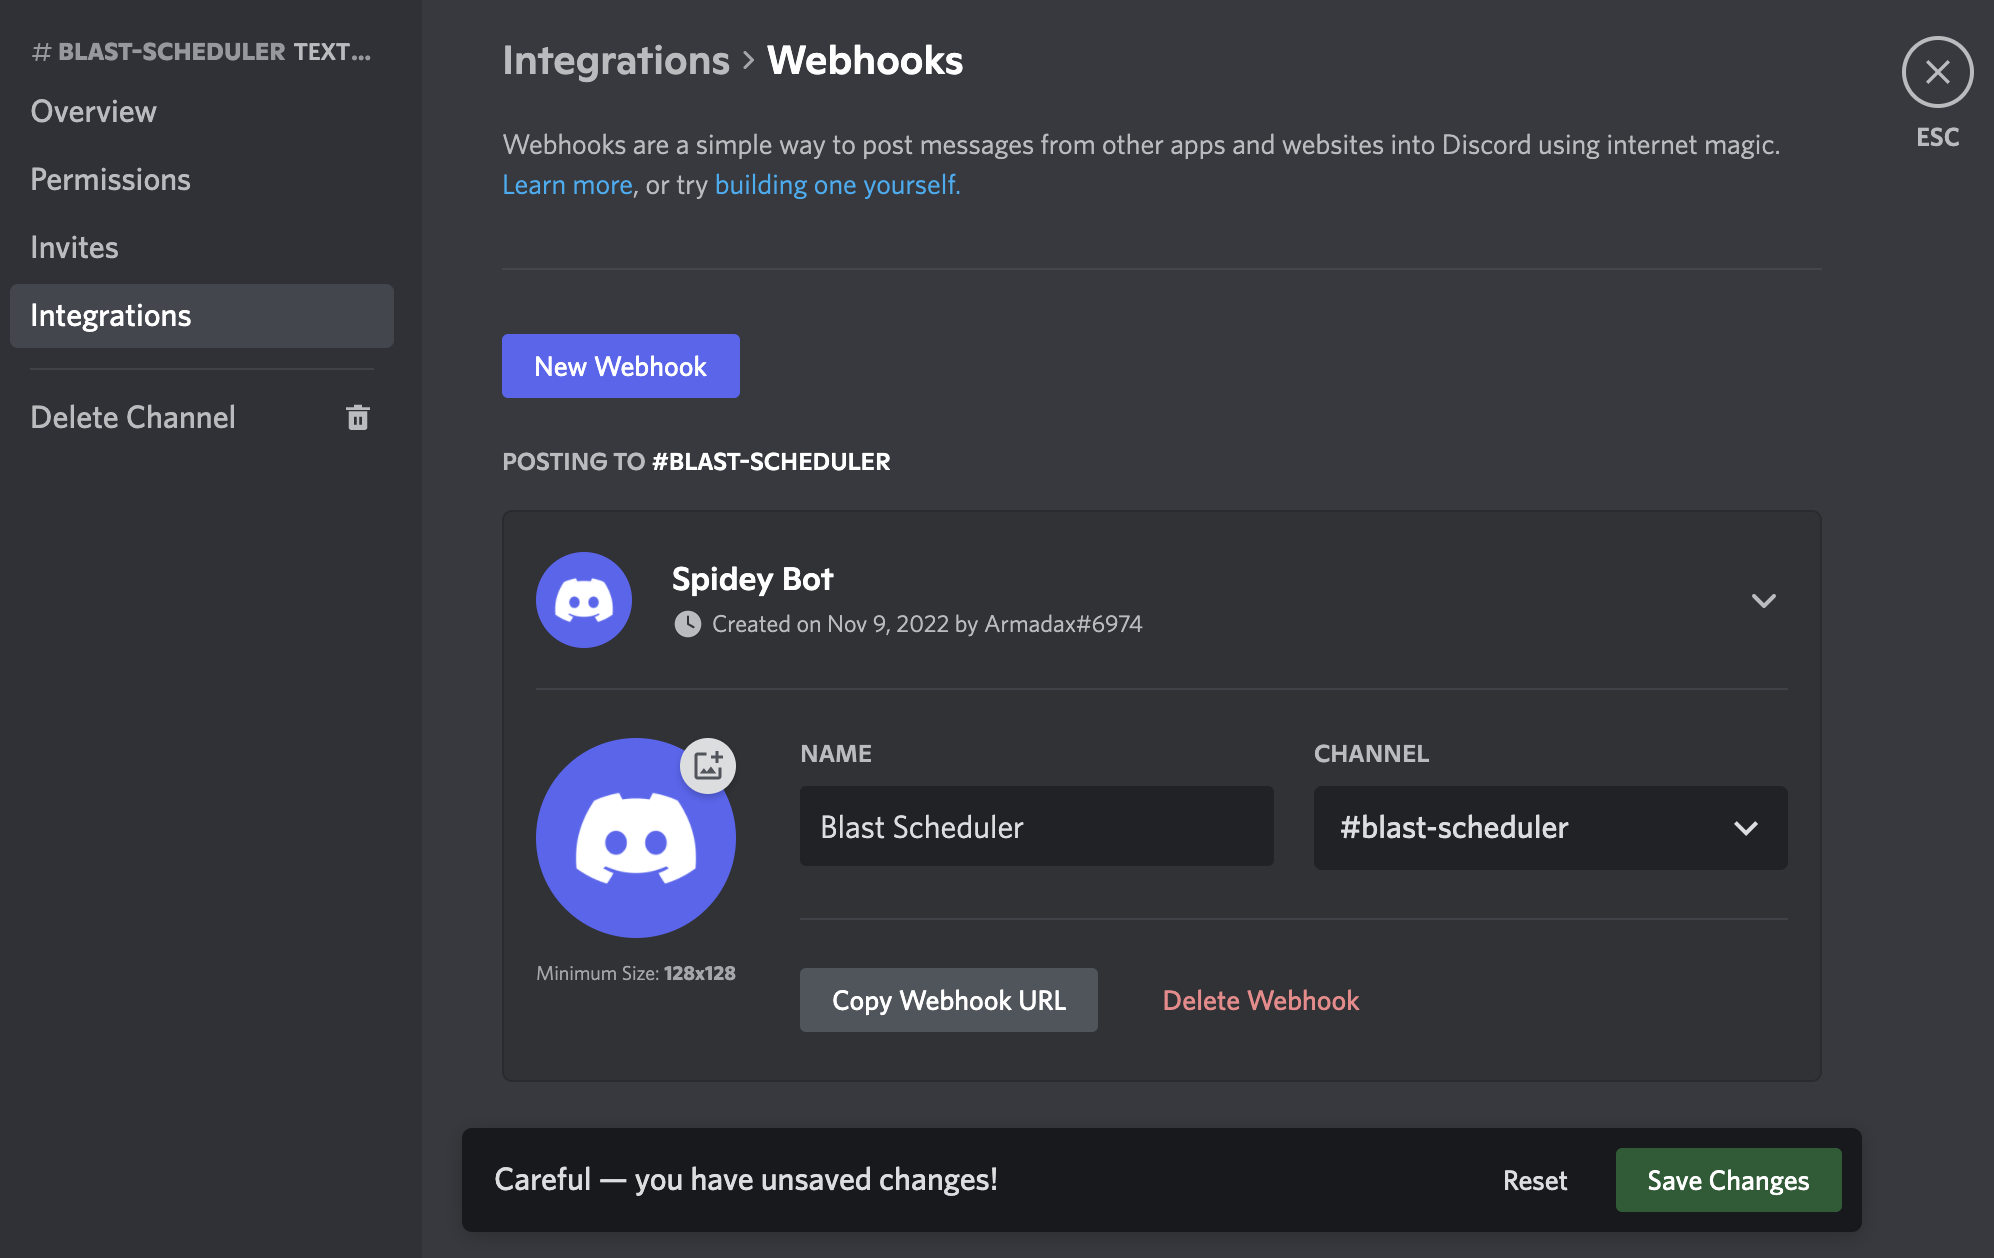 # BLAST-SCHEDULER TEXT...
Overview
Permissions
Invites
Integrations
Delete Channel
Integrations > Webhooks
ESC
Webhooks are a simple way to post messages from other apps and websites into Discord using internet magic.
Learn more, or try building one yourself.
New Webhook
POSTING TO #BLAST-SCHEDULER
Spidey Bot
Created on Nov 9, 2022 by Armadax#6974
NAME
CHANNEL
Blast Scheduler
#blast-scheduler
Minimum Size: 128x128
Copy Webhook URL
Delete Webhook
Careful — you have unsaved changes!
Reset
Save Changes